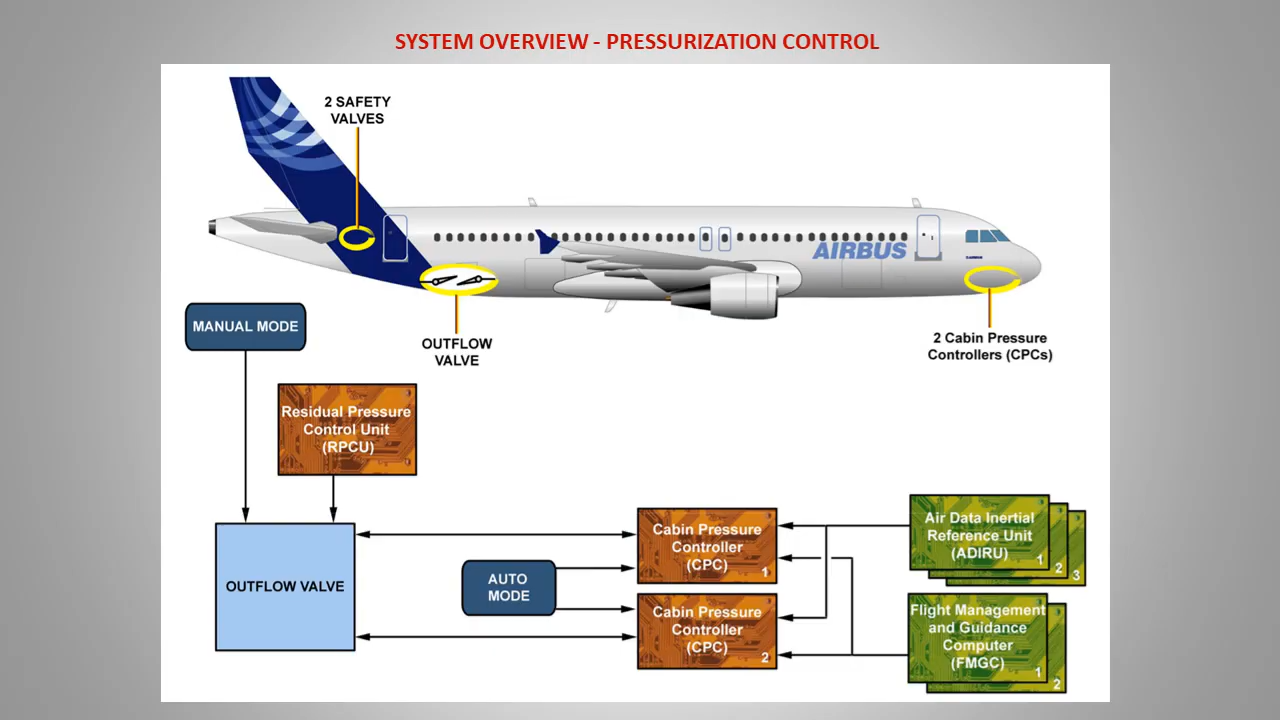 SYSTEM OVERVIEW - PRESSURIZATION CONTROL
2 SAFETY
VALVES
AIRBUS
OUTFLOW
VALVE
2 Cabin Pressure
Controllers (CPCs)
MANUAL MODE
Residual Pressure
Control Unit
(RPCU)
OUTFLOW VALVE
AUTO
MODE
Cabin Pressure
Controller
(CPC)
1
Cabin Pressure
Controller
(CPC)
2
Air Data Inertial
Reference Unit
(ADIRU)
1
2
3
Flight Management
and Guidance
Computer
(FMGC)
1
2